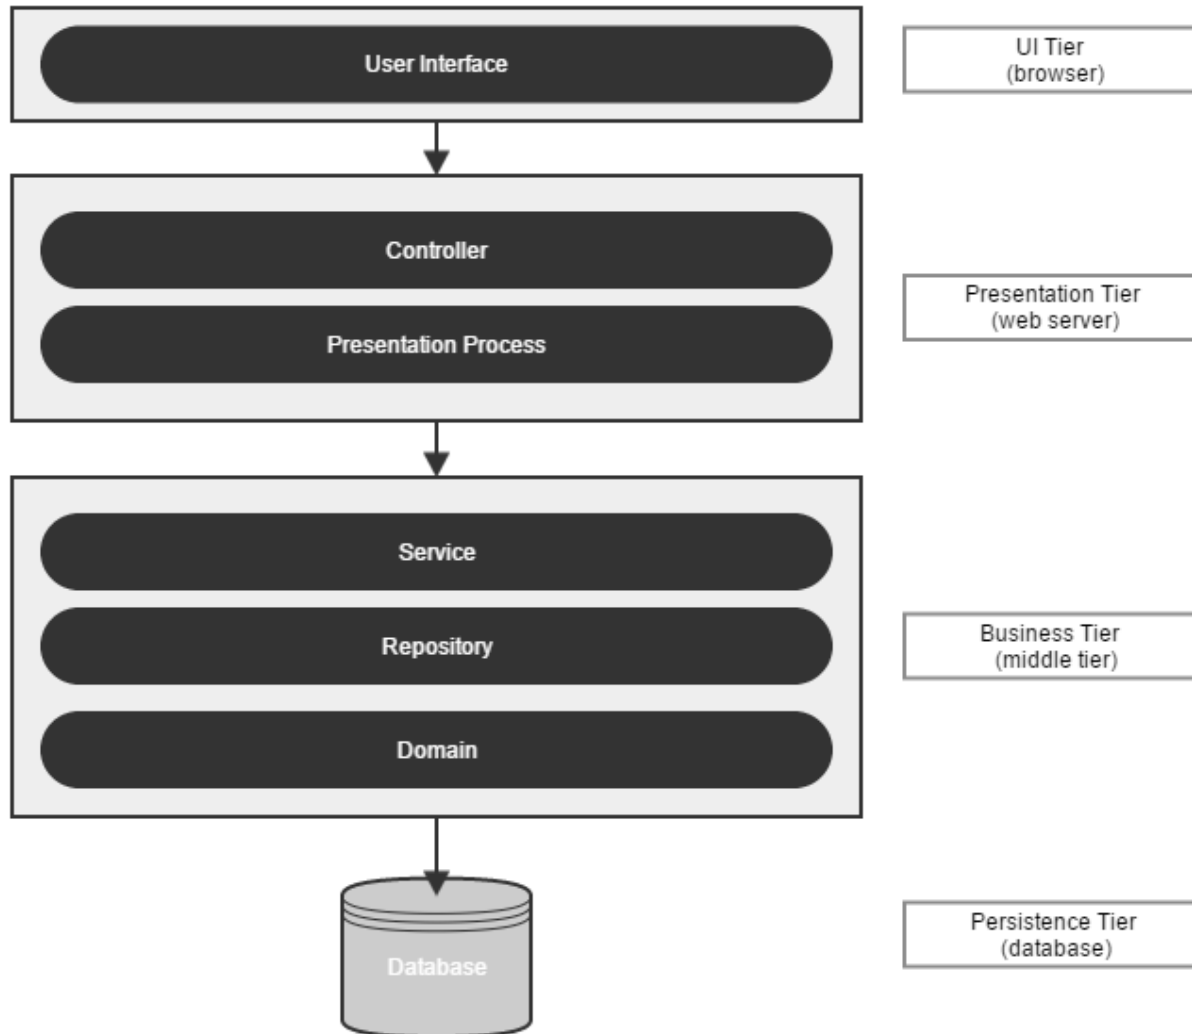 User Interface
UI Tier
(browser)
Controller
Presentation Process
Presentation Tier
(web server)
Service
Repository
Domain
Business Tier
(middle tier)
Database
Persistence Tier
(database)